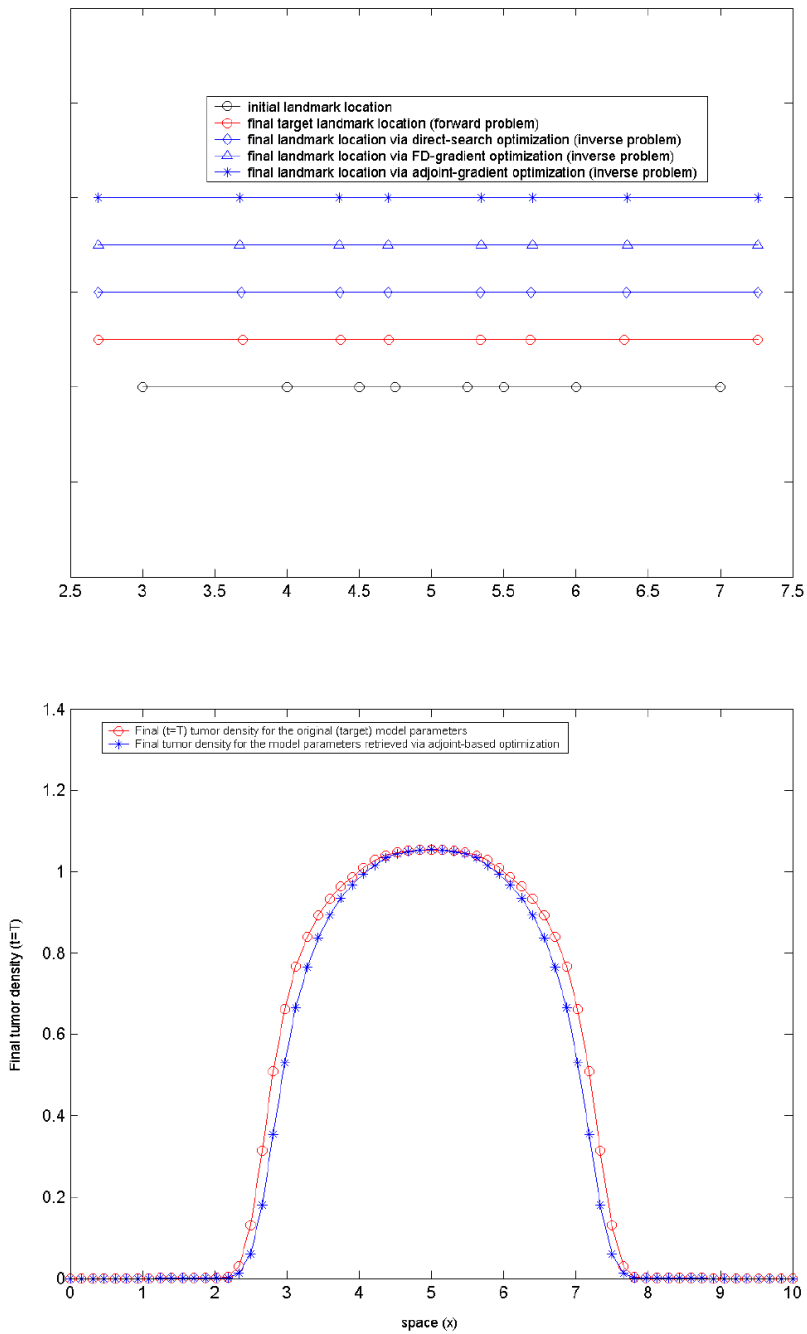 initial landmark location
final target landmark location (forward problem)
final landmark location via direct-search optimization (inverse problem)
final landmark location via FD-gradient optimization (inverse problem)
final landmark location via adjoint-gradient optimization (inverse problem)
2.5 3 3.5 4 4.5 5 5.5 6 6.5 7 7.5
1.4
Final (t=T) tumor density for the original (target) model parameters
Final tumor density for the model parameters retrieved via adjoint-based optimization
1.2
1
0.8
Final tumor density (t=T)
0.6
0.4
0.2
0
0 1 2 3 4 5 6 7 8 9 10
space (x)